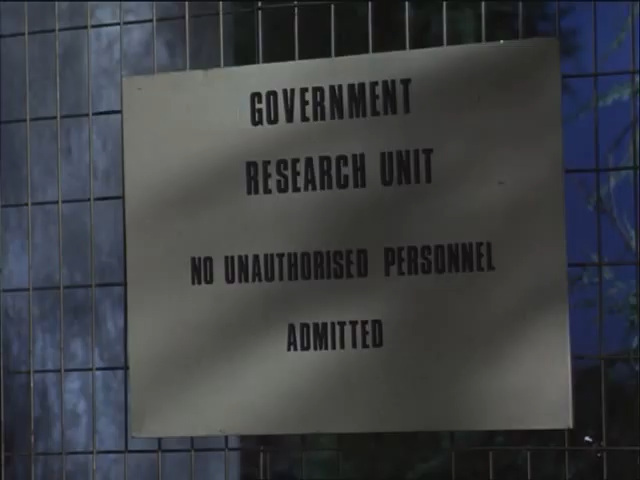 GOVERNMENT
RESEARCH UNIT
NO UNAUTHORISED PERSONNEL
ADMITTED